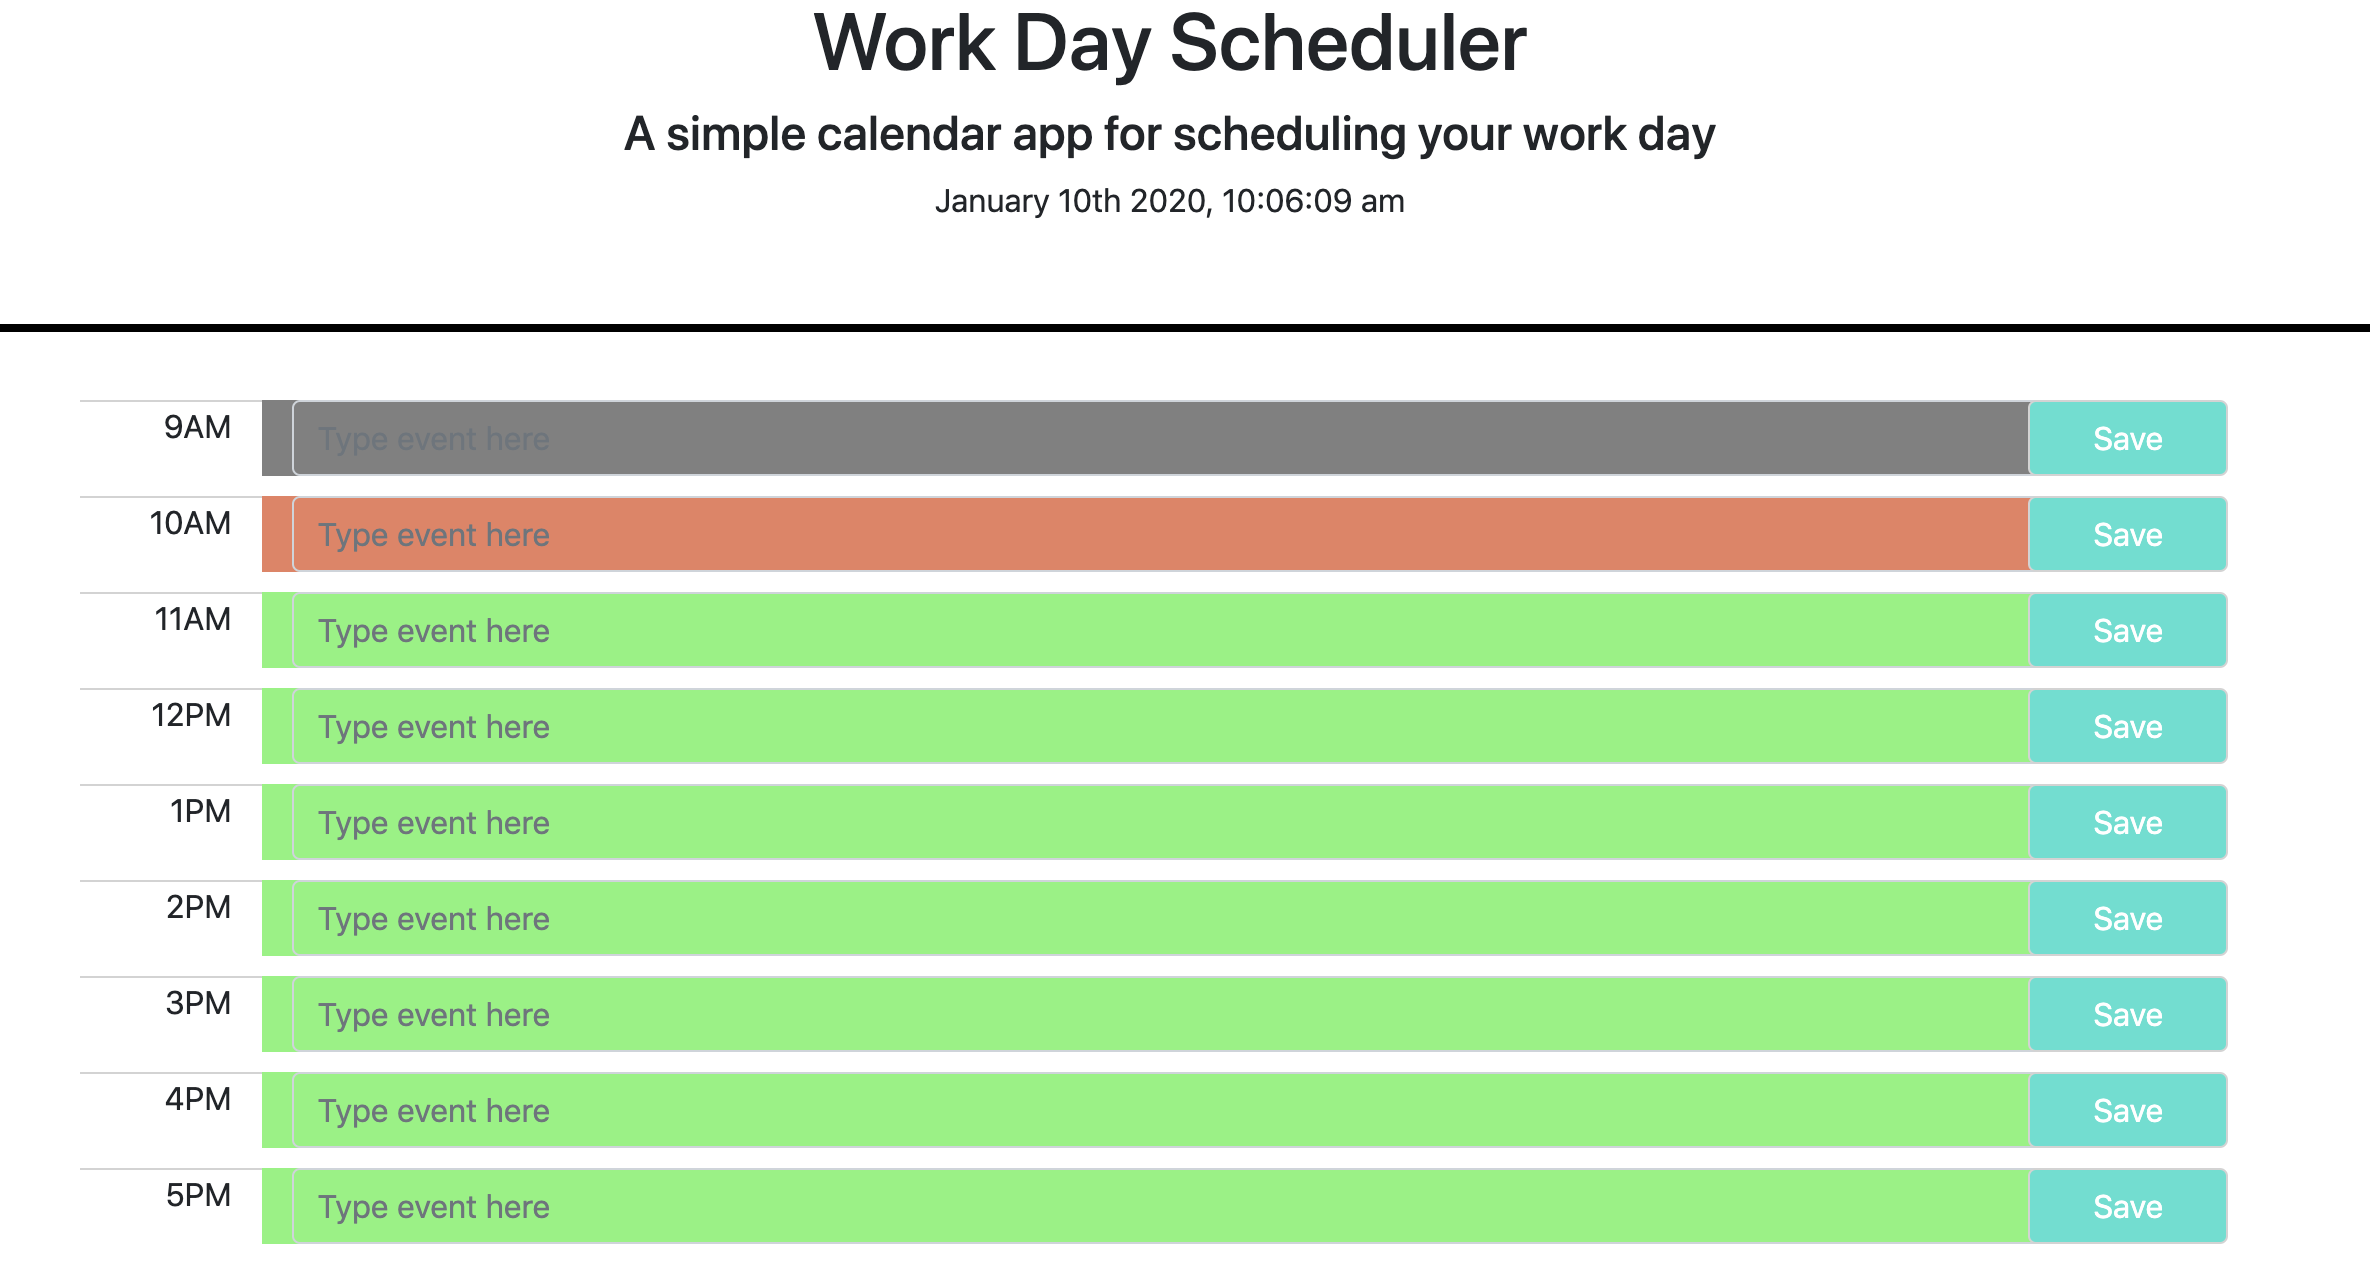 Work Day Scheduler
A simple calendar app for scheduling your work day
January 10th 2020, 10:06:09 am
9AM Type event here Save
10AM Type event here Save
11AM Type event here Save
12PM Type event here Save
1PM Type event here Save
2PM Type event here Save
3PM Type event here Save
4PM Type event here Save
5PM Type event here Save